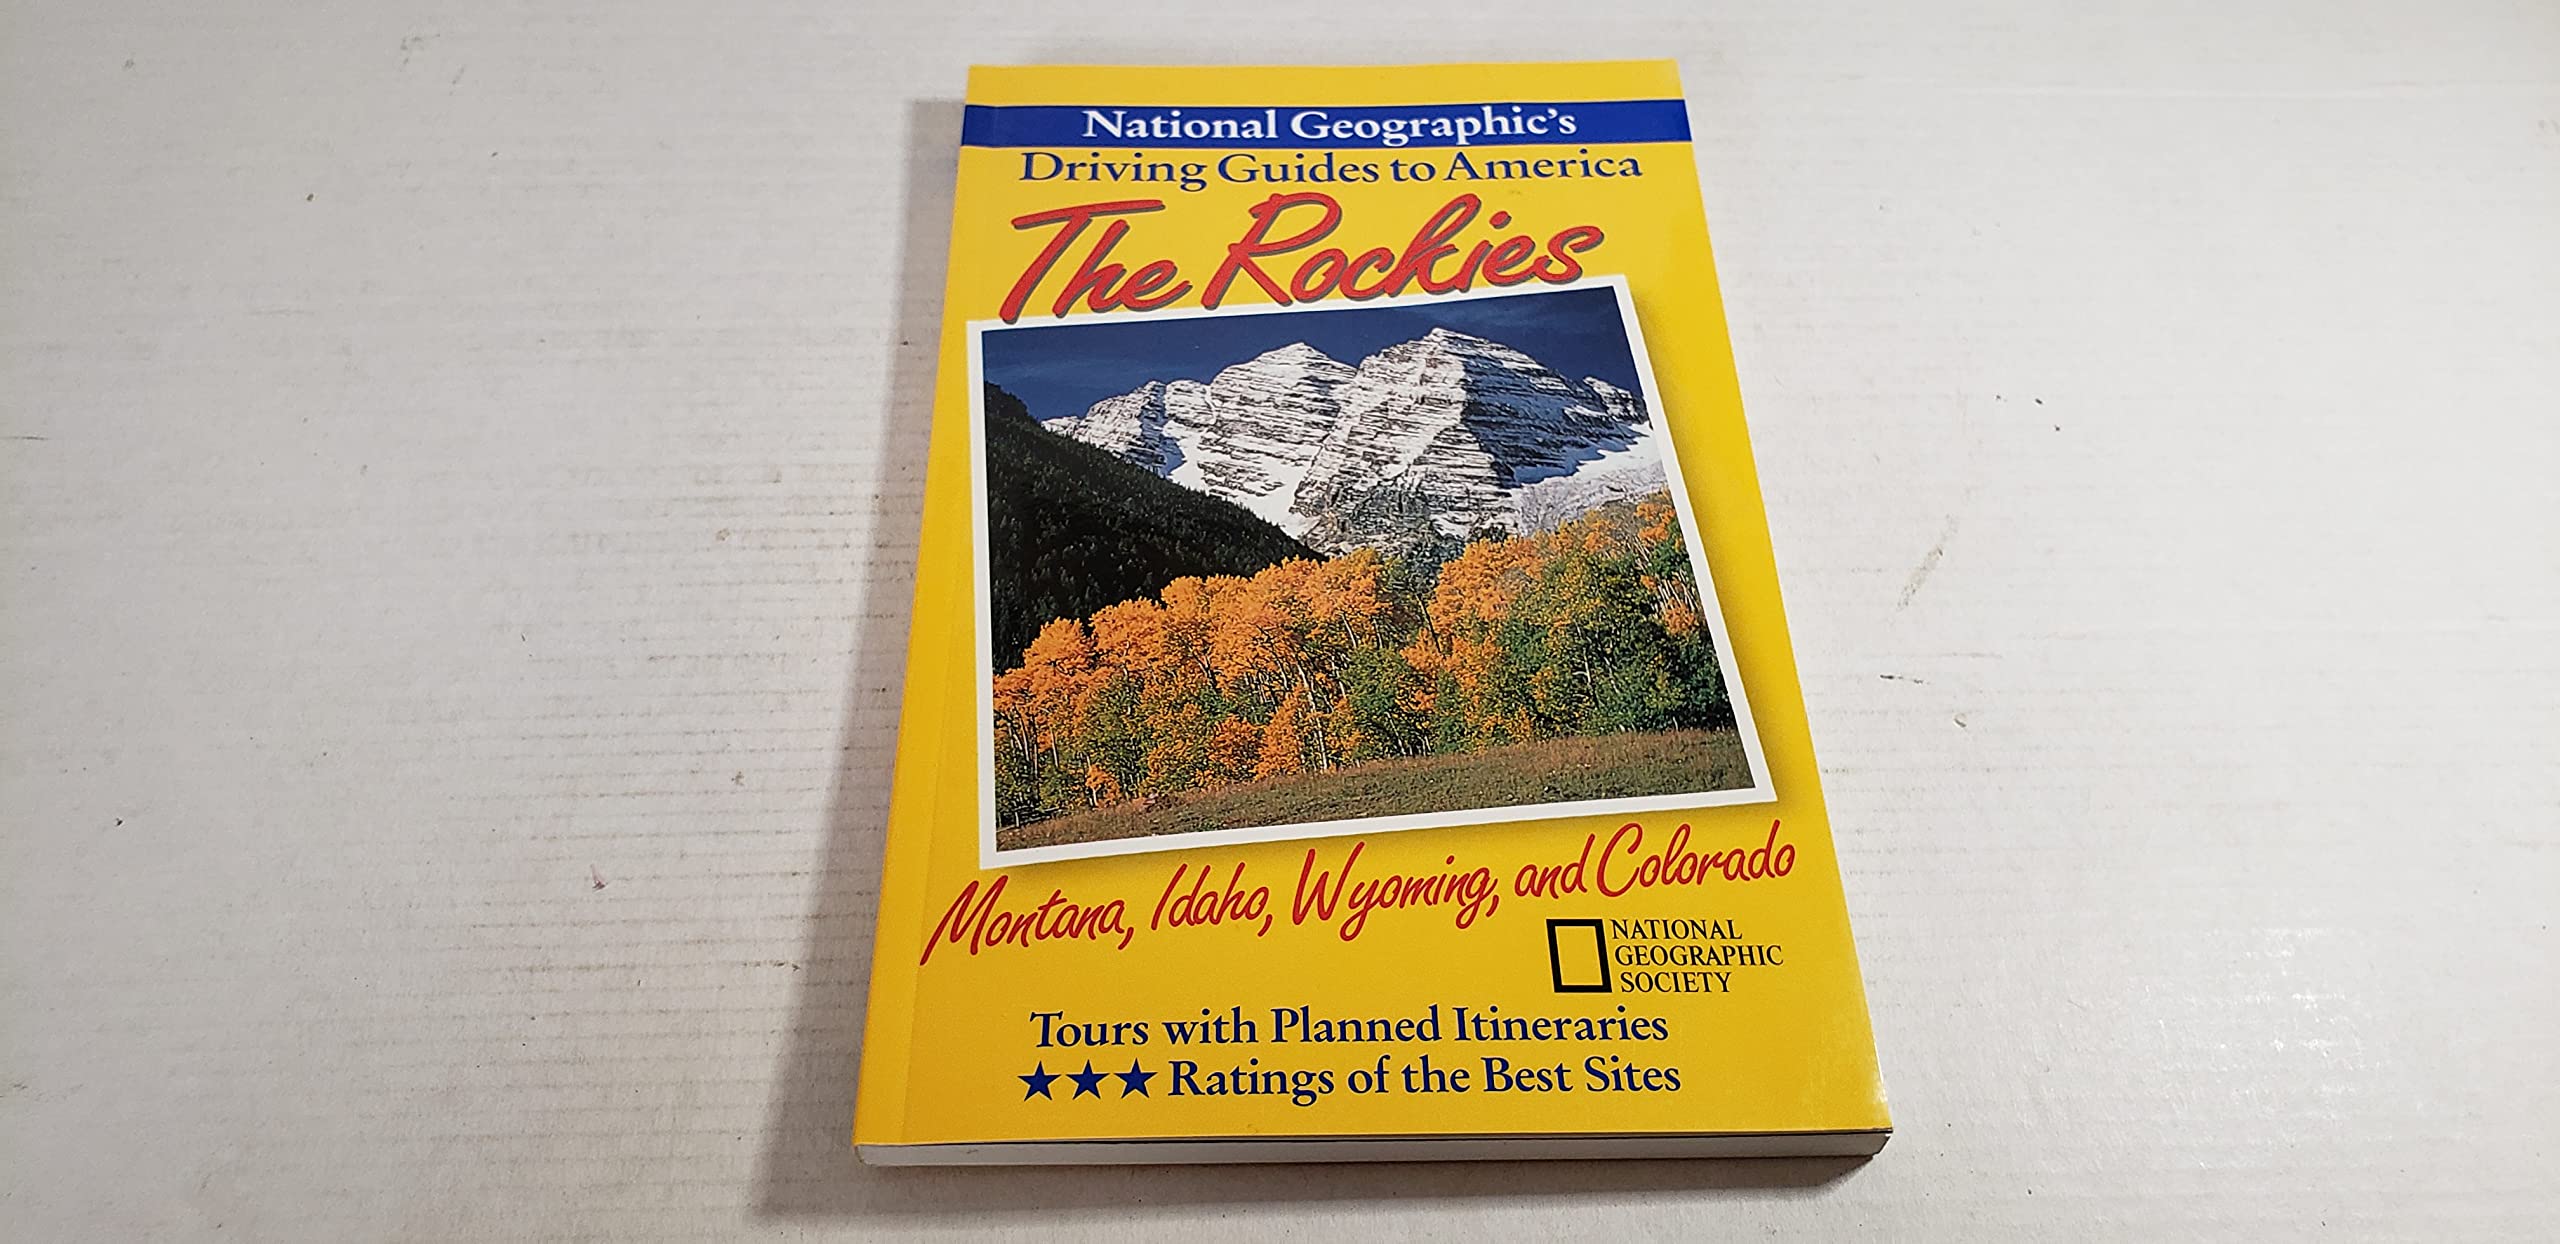 National Geographic's
Driving Guides to America
The Rockies
Montana, Idaho, Wyoming, and Colorado
NATIONAL
GEOGRAPHIC
SOCIETY
Tours with Planned Itineraries
★★★ Ratings of the Best Sites